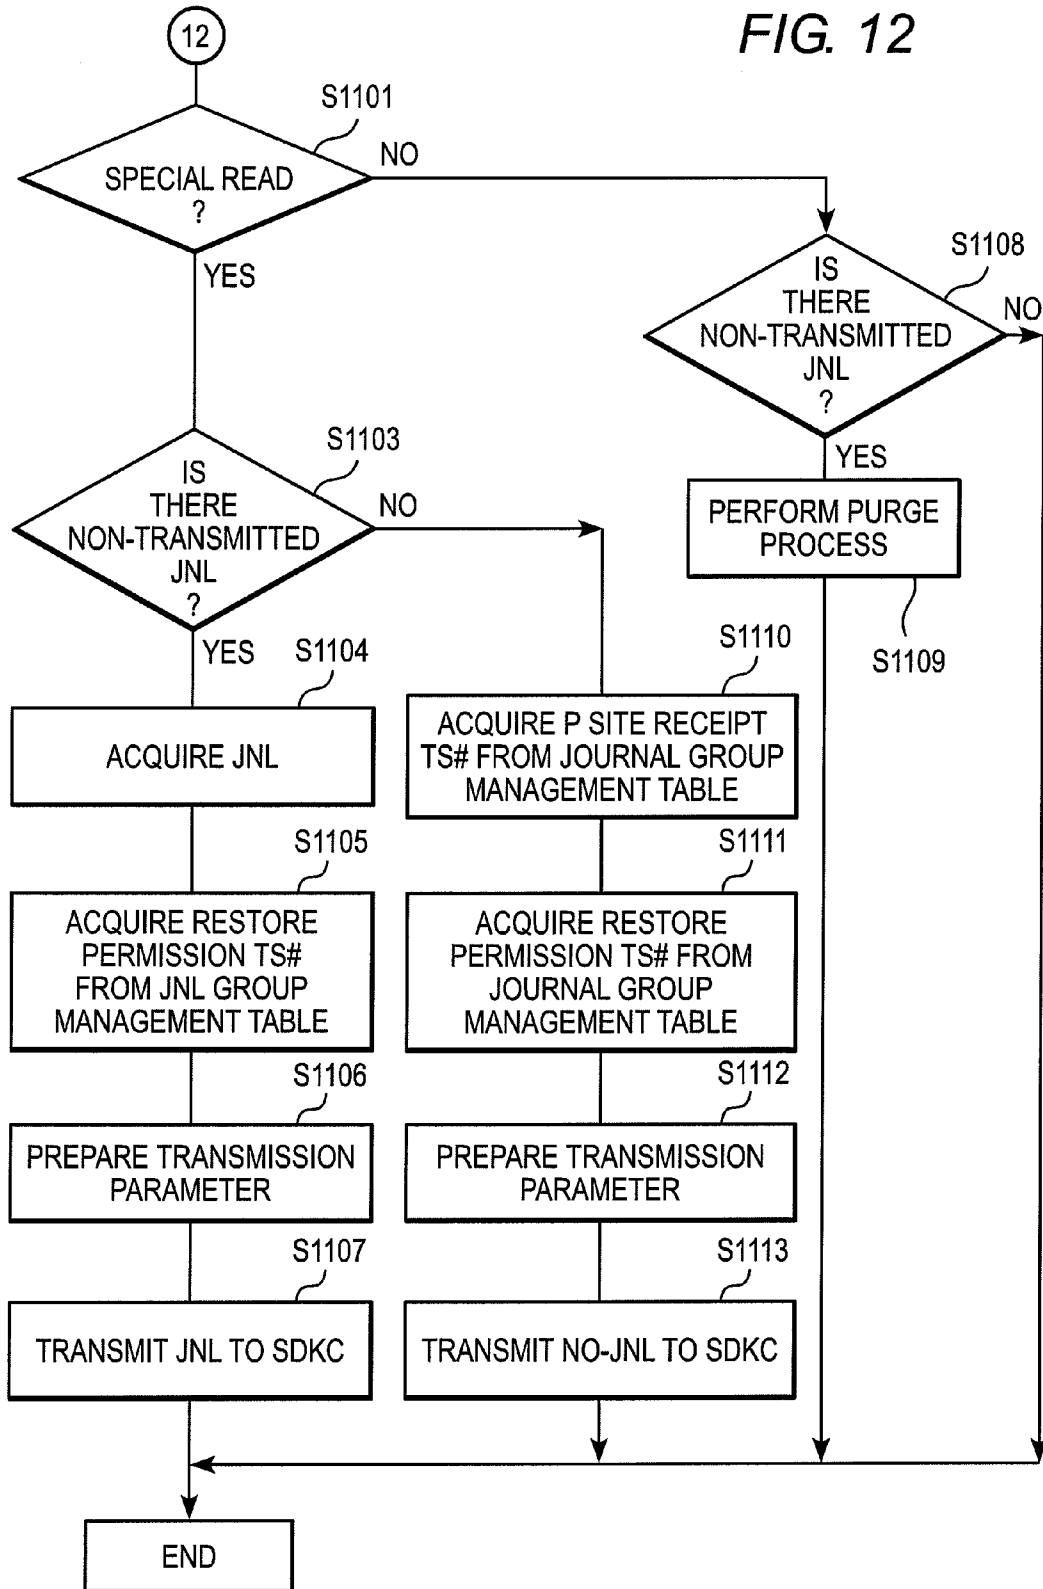 12
FIG. 12
S1101
SPECIAL READ
?
NO
YES
S1108
IS
THERE
NON-TRANSMITTED
JNL
?
NO
YES
PERFORM PURGE
PROCESS
S1109
S1103
IS
THERE
NON-TRANSMITTED
JNL
?
NO
YES
S1104
ACQUIRE JNL
S1105
ACQUIRE RESTORE
PERMISSION TS#
FROM JNL GROUP
MANAGEMENT TABLE
S1106
PREPARE TRANSMISSION
PARAMETER
S1107
TRANSMIT JNL TO SDKC
S1110
ACQUIRE P SITE RECEIPT
TS# FROM JOURNAL GROUP
MANAGEMENT TABLE
S1111
ACQUIRE RESTORE
PERMISSION TS# FROM
JOURNAL GROUP
MANAGEMENT TABLE
S1112
PREPARE TRANSMISSION
PARAMETER
S1113
TRANSMIT NO-JNL TO SDKC
END